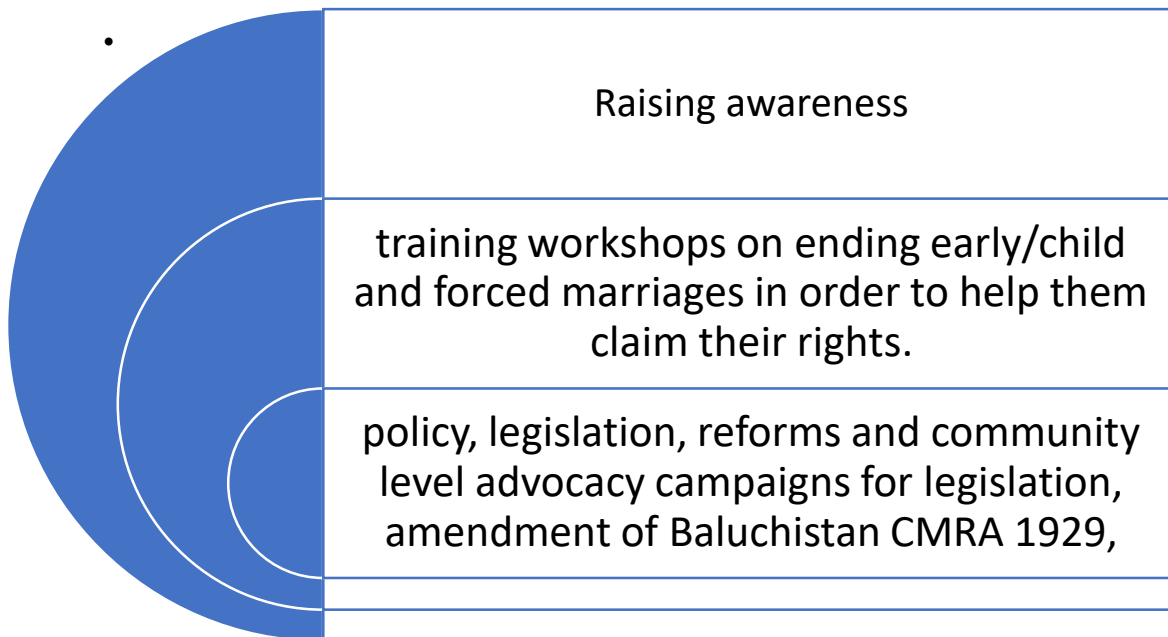 •
Raising awareness
training workshops on ending early/child
and forced marriages in order to help them
claim their rights.
policy, legislation, reforms and community
level advocacy campaigns for legislation,
amendment of Baluchistan CMRA 1929,